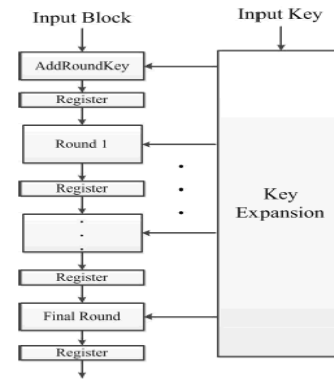 Input Block
Input Key
AddRoundKey
Register
Round 1
Register
.
.
.
Register
Final Round
Register
Key
Expansion